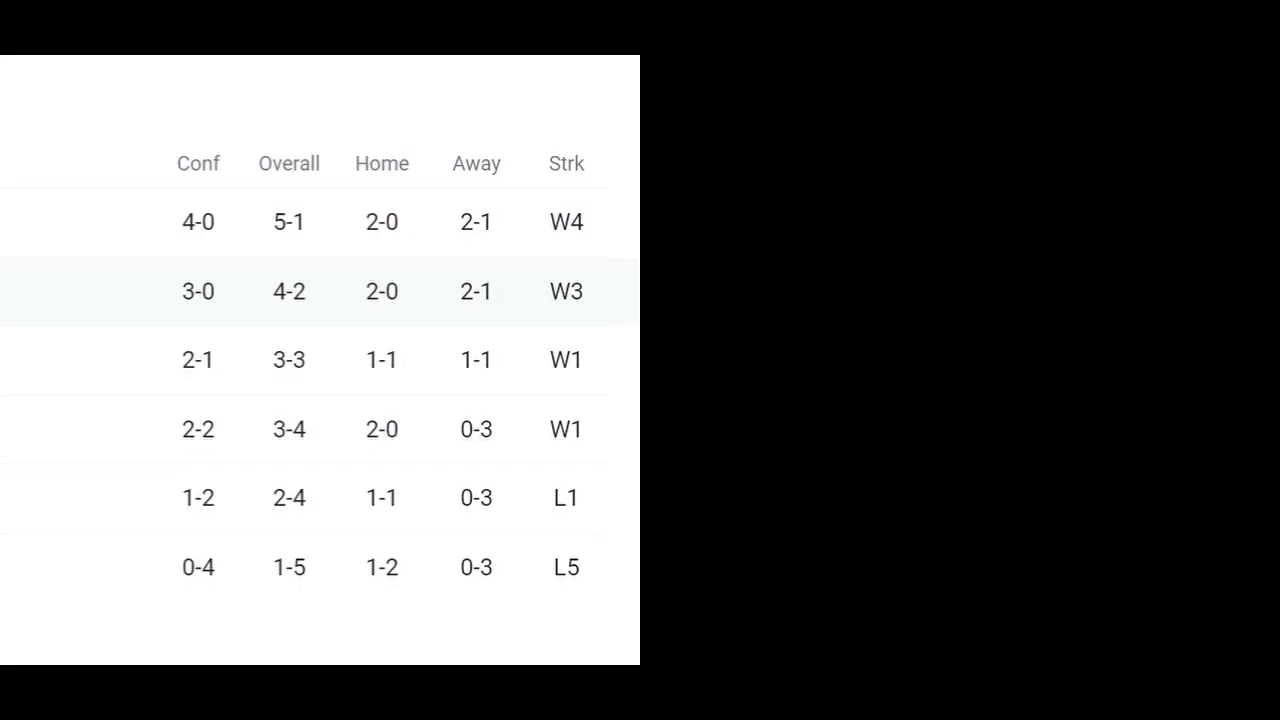 Conf Overall Home Away Strk
4-0 5-1 2-0 2-1 W4
3-0 4-2 2-0 2-1 W3
2-1 3-3 1-1 1-1 W1
2-2 3-4 2-0 0-3 W1
1-2 2-4 1-1 0-3 L1
0-4 1-5 1-2 0-3 L5